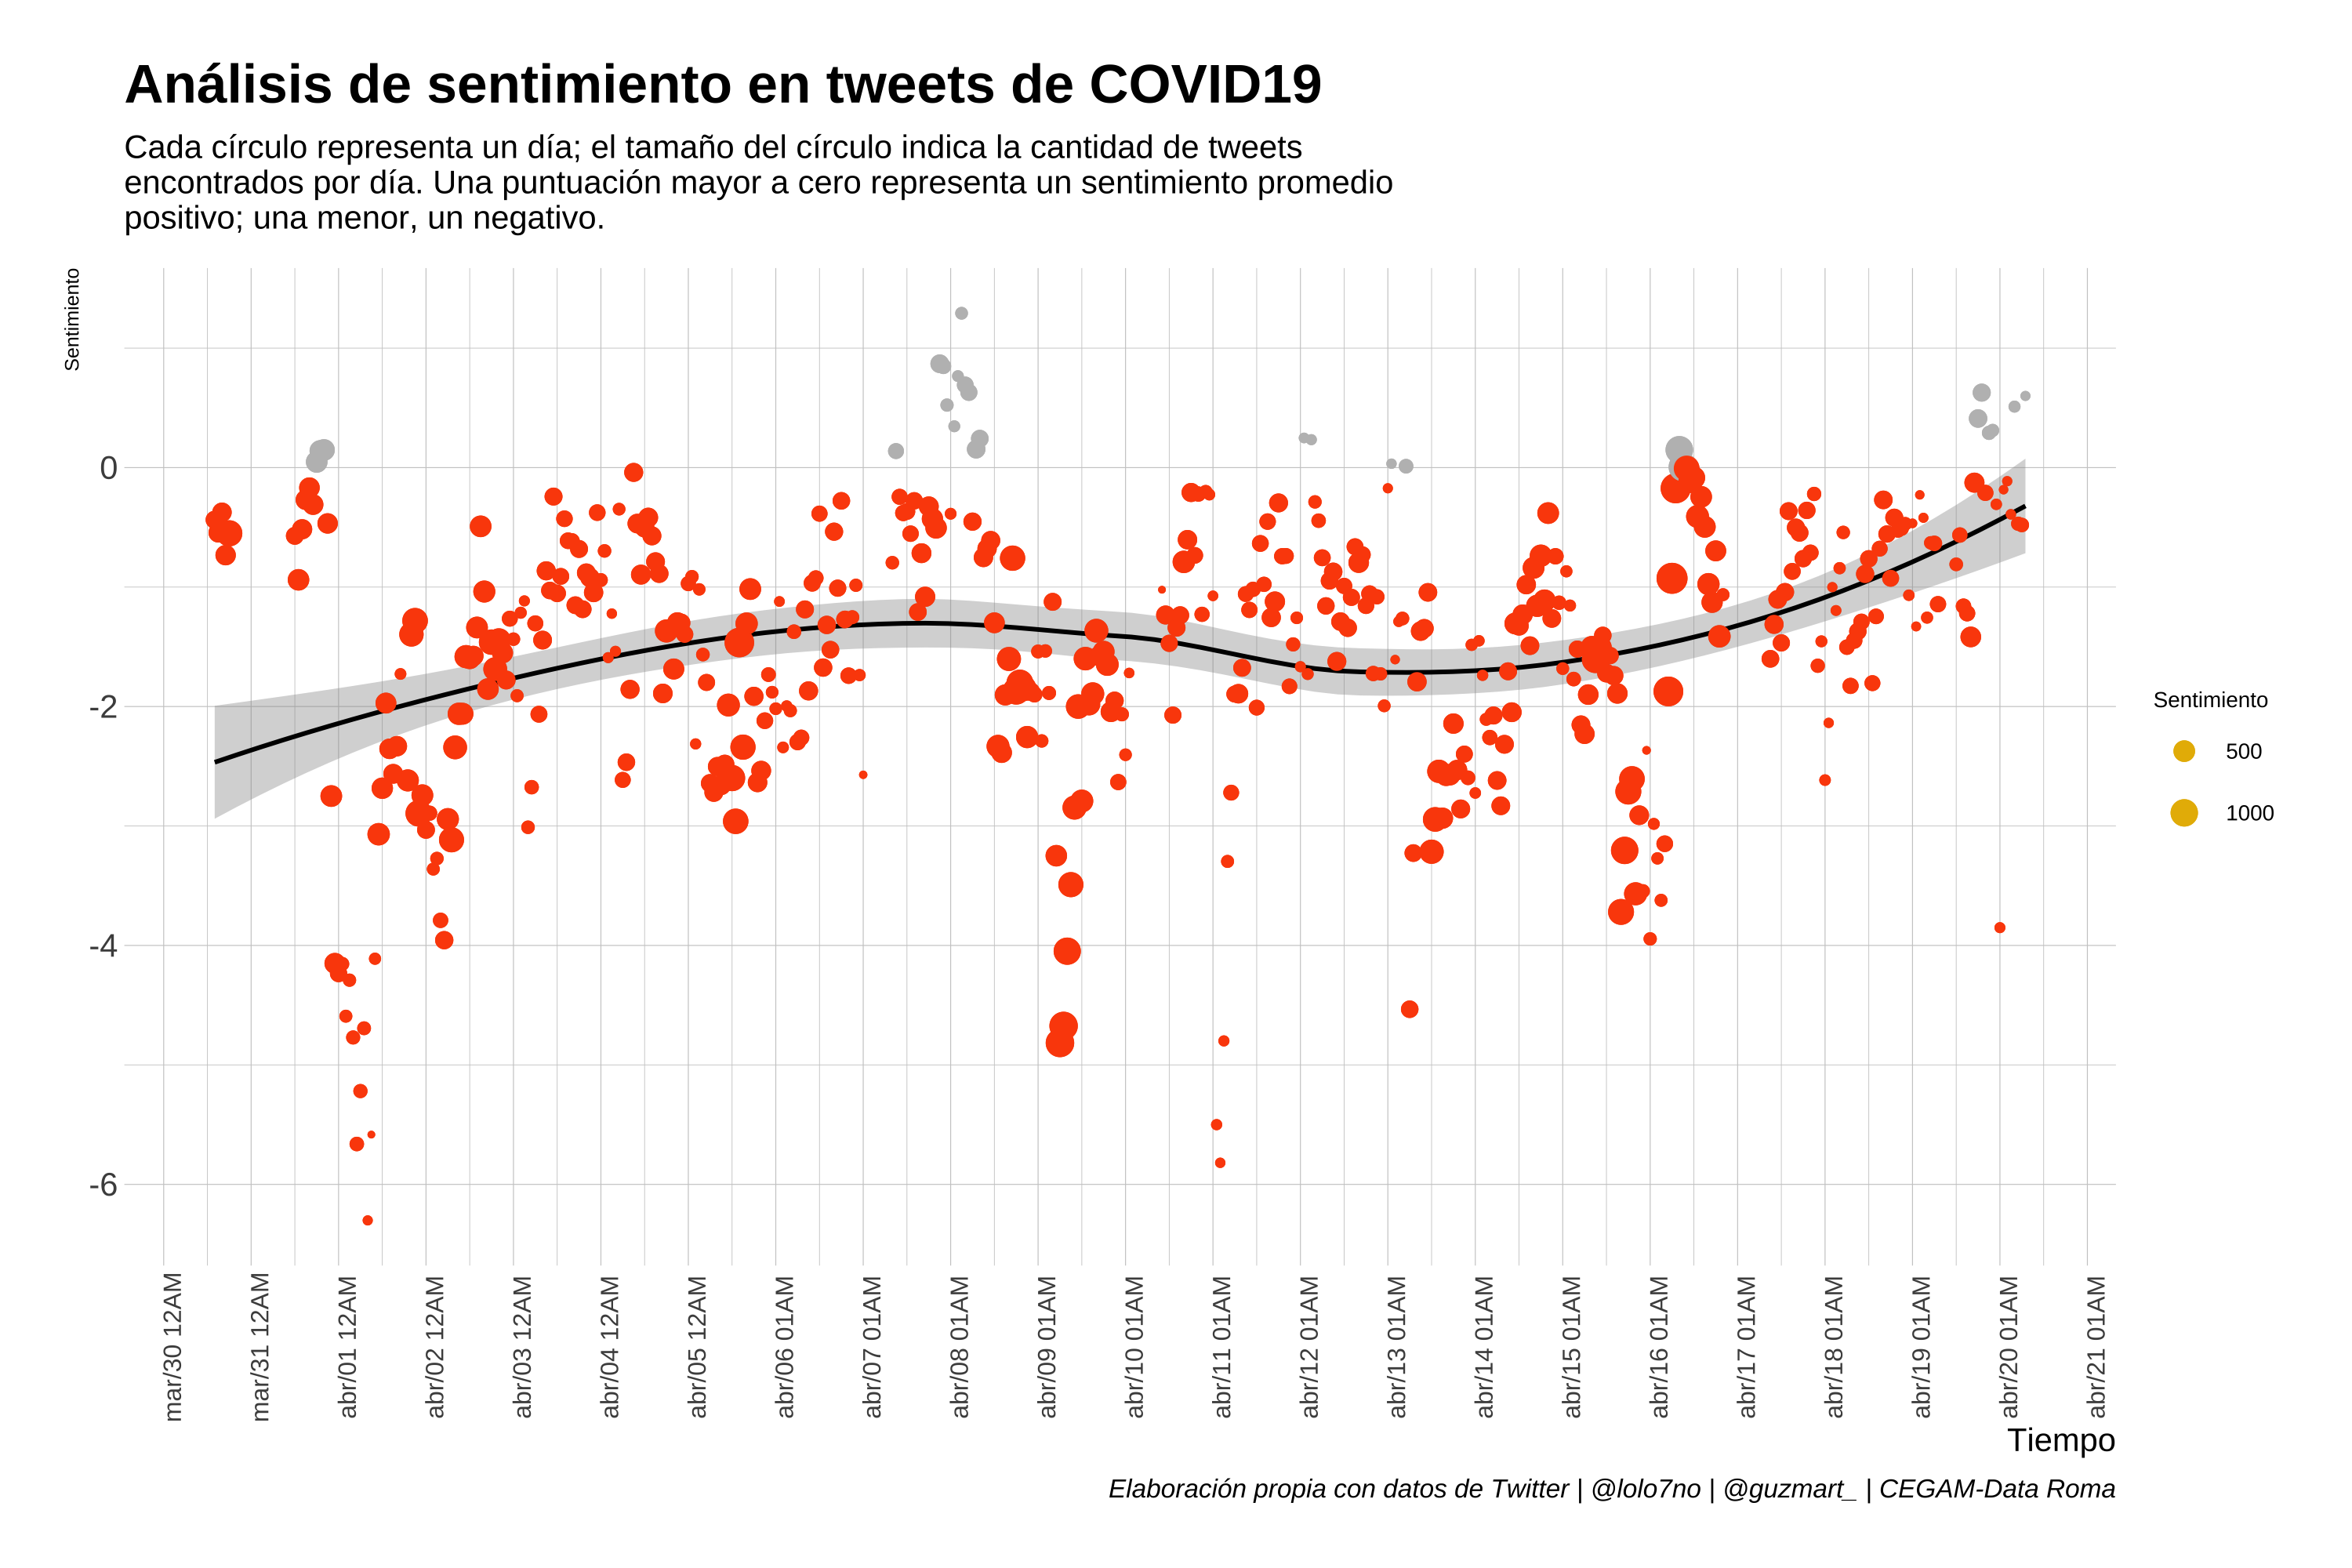 Análisis de sentimiento en tweets de COVID19
Cada círculo representa un día; el tamaño del círculo indica la cantidad de tweets
encontrados por día. Una puntuación mayor a cero representa un sentimiento promedio
positivo; una menor, un negativo.
Sentimiento
0
-2
-4
-6
Sentimiento
500
1000
mar/30 12AM
mar/31 12AM
abr/01 12AM
abr/02 12AM
abr/03 12AM
abr/04 12AM
abr/05 12AM
abr/06 01AM
abr/07 01AM
abr/08 01AM
abr/09 01AM
abr/10 01AM
abr/11 01AM
abr/12 01AM
abr/13 01AM
abr/14 01AM
abr/15 01AM
abr/16 01AM
abr/17 01AM
abr/18 01AM
abr/19 01AM
abr/20 01AM
abr/21 01AM
Tiempo
Elaboración propia con datos de Twitter | @lolo7no | @guzmart_ | CEGAM-Data Roma